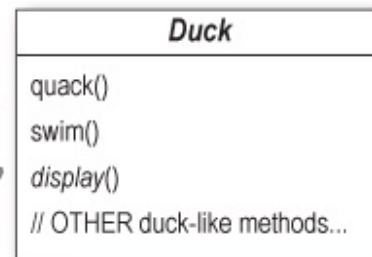 Duck
quack()
swim()
display()
// OTHER duck-like methods...